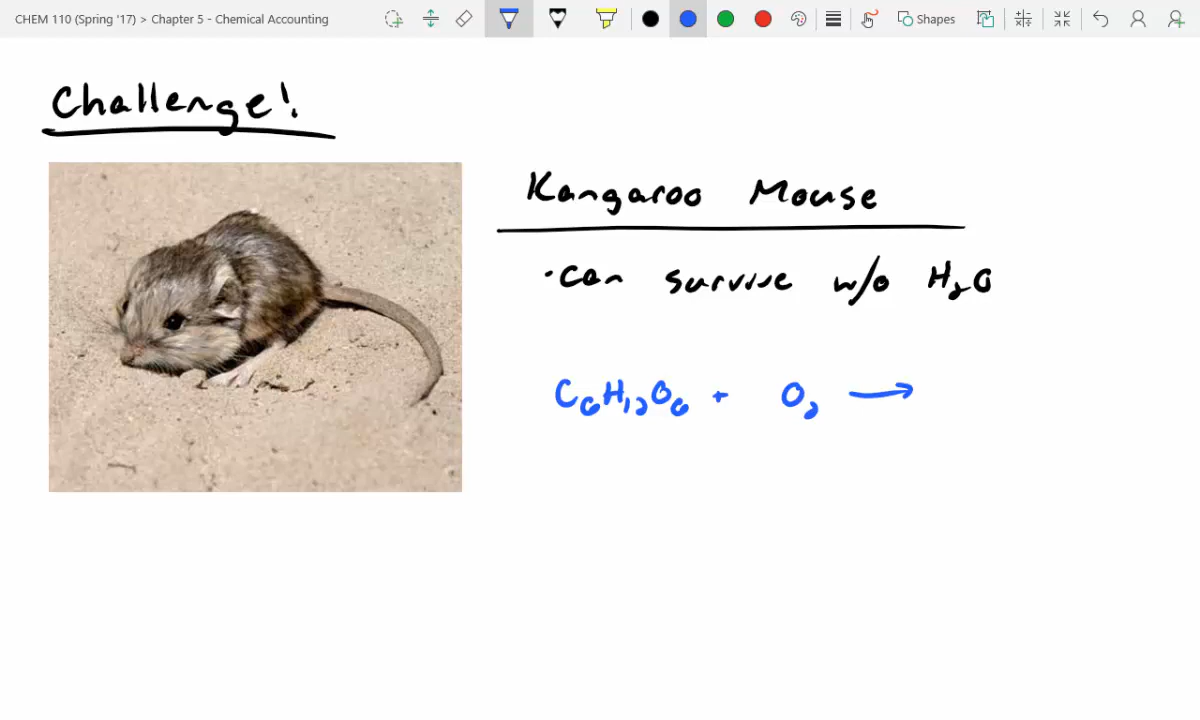 CHEM 110 (Spring '17) > Chapter 5 - Chemical Accounting
Shapes
Challenge!
Kangaroo Mouse
·can survive w/o H₂O
C₆H₁₂O₆ + O₂ →